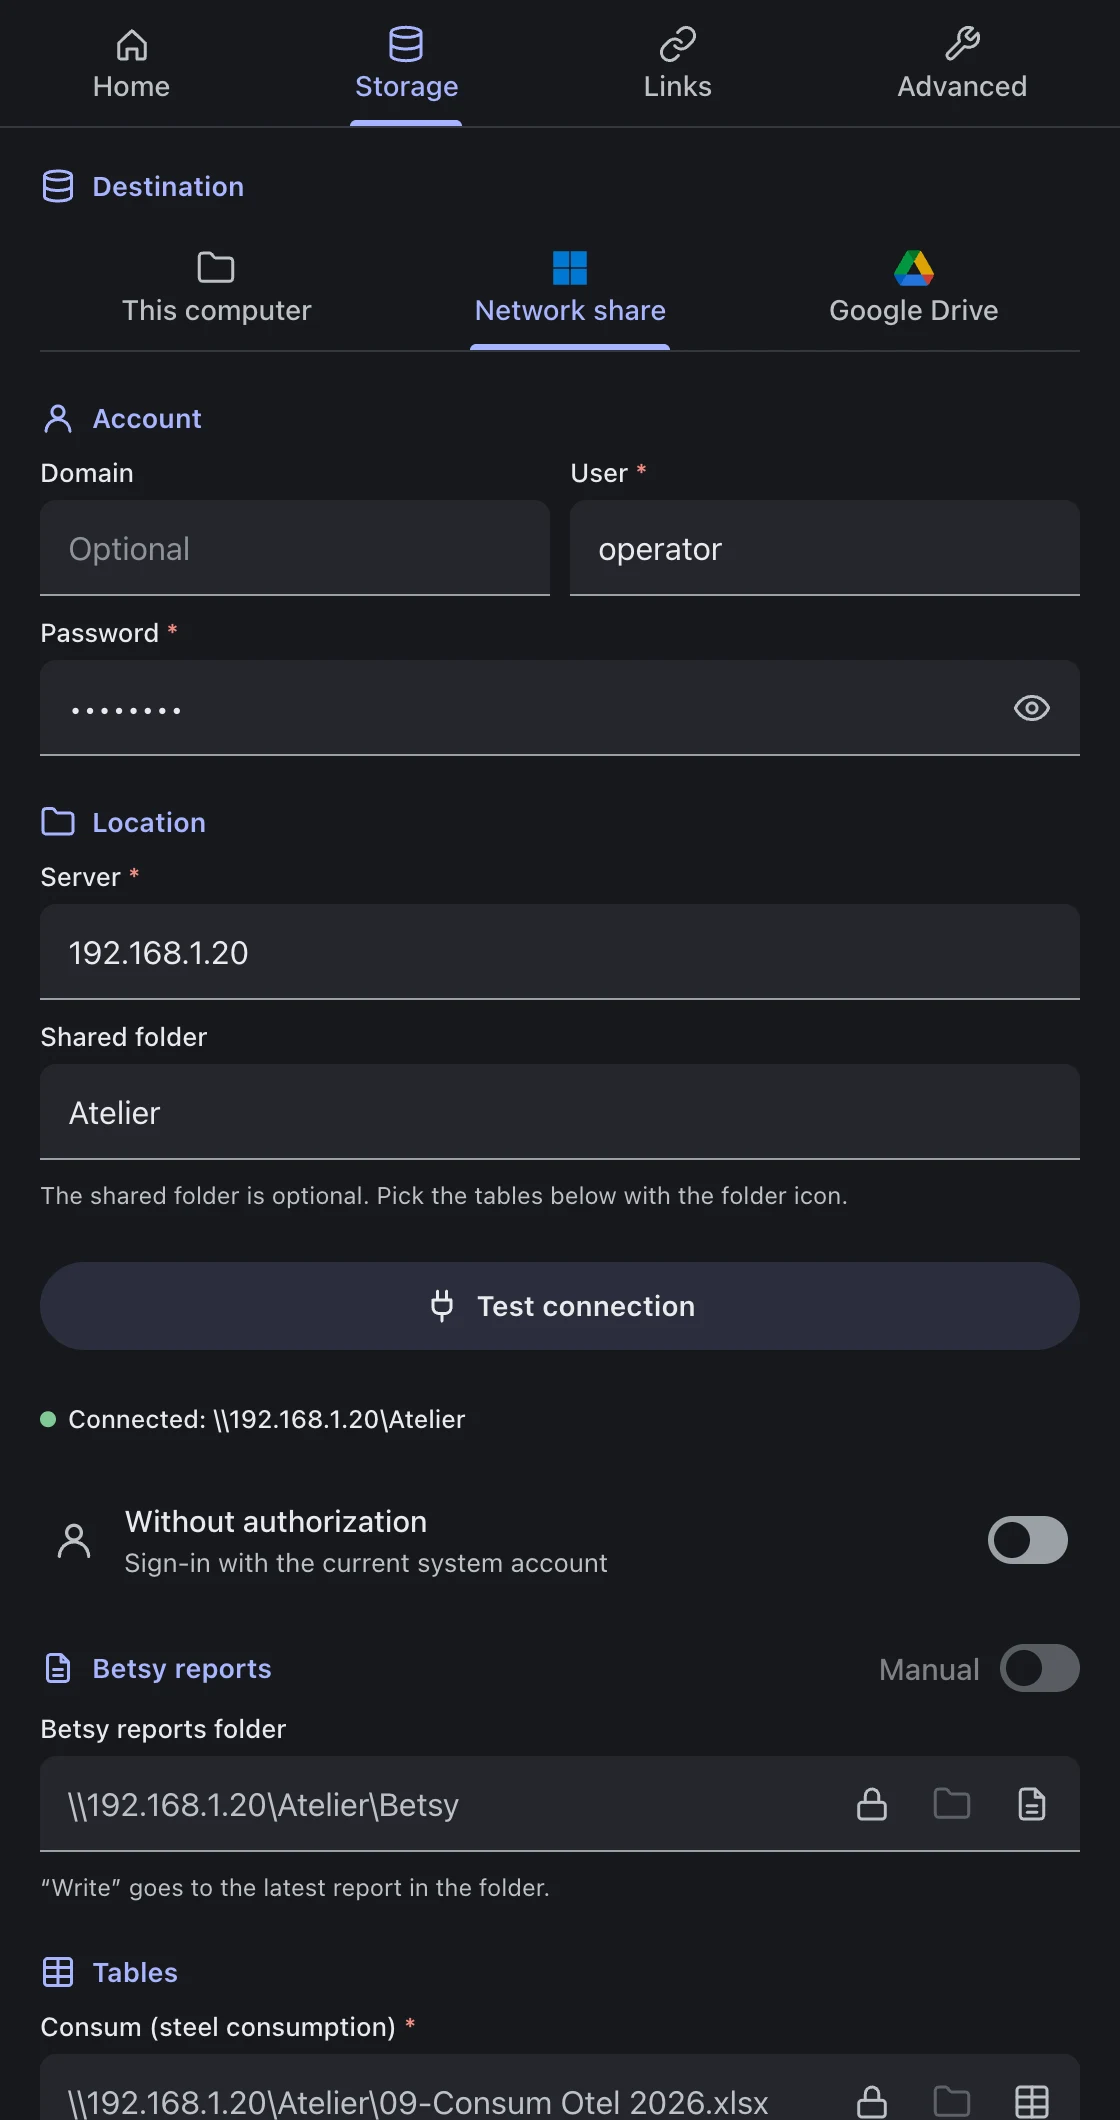 Home
Storage
Links
Advanced
Destination
This computer
Network share
Google Drive
Account
Domain
User *
Optional
operator
Password *
••••••••
Location
Server *
192.168.1.20
Shared folder
Atelier
The shared folder is optional. Pick the tables below with the folder icon.
Test connection
Connected: \\192.168.1.20\Atelier
Without authorization
Sign-in with the current system account
Betsy reports
Manual
Betsy reports folder
\\192.168.1.20\Atelier\Betsy
“Write” goes to the latest report in the folder.
Tables
Consum (steel consumption) *
\\192.168.1.20\Atelier\09-Consum Otel 2026.xlsx